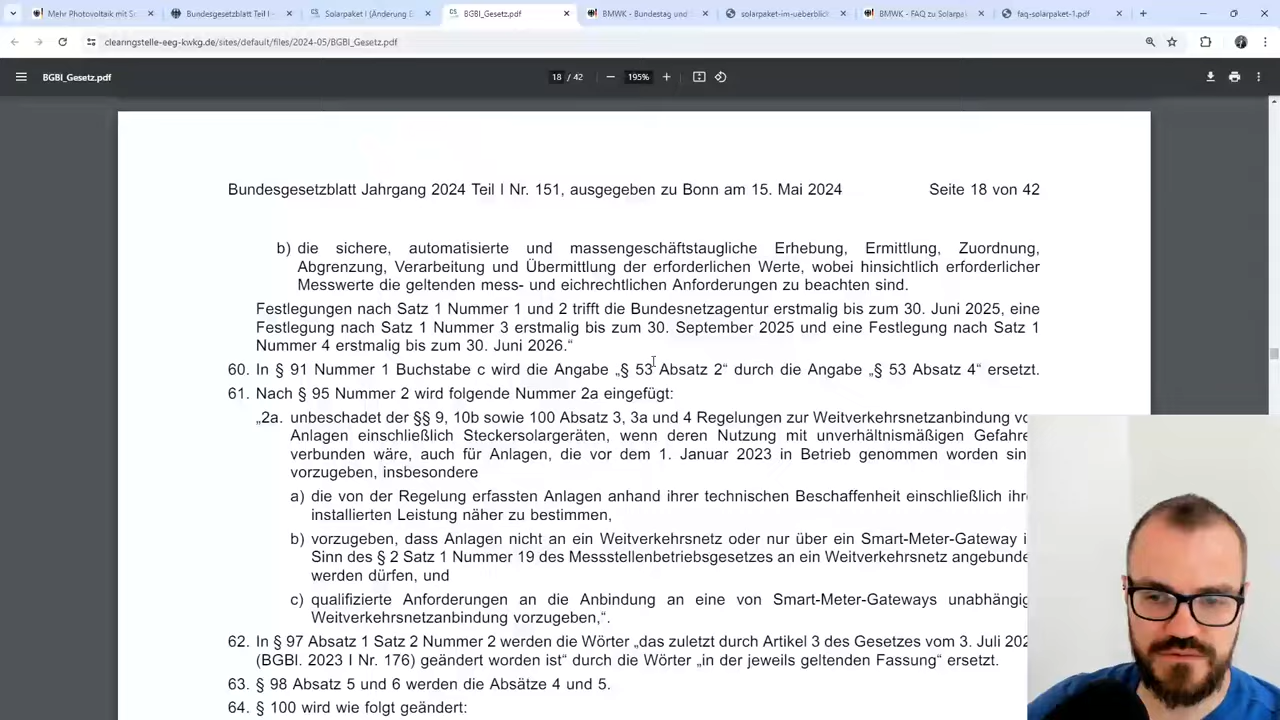 Mehr Photovoltaik mit S
Bundesgesetzblatt Teil I
Solarpaket I (Änderung E
BGBl_Gesetz.pdf
BMWK - Bundestag und
solarpaket-im-ueberblick
BMWK - FAQ zu Solarpa
faq-solarpaket-1.pdf
clearingstelle-eeg-kwkg.de/sites/default/files/2024-05/BGBl_Gesetz.pdf
BGBl_Gesetz.pdf
18 / 42
195%
Bundesgesetzblatt Jahrgang 2024 Teil I Nr. 151, ausgegeben zu Bonn am 15. Mai 2024 Seite 18 von 42
b) die sichere, automatisierte und massengeschäftstaugliche Erhebung, Ermittlung, Zuordnung,
Abgrenzung, Verarbeitung und Übermittlung der erforderlichen Werte, wobei hinsichtlich erforderlicher
Messwerte die geltenden mess- und eichrechtlichen Anforderungen zu beachten sind.
Festlegungen nach Satz 1 Nummer 1 und 2 trifft die Bundesnetzagentur erstmalig bis zum 30. Juni 2025, eine
Festlegung nach Satz 1 Nummer 3 erstmalig bis zum 30. September 2025 und eine Festlegung nach Satz 1
Nummer 4 erstmalig bis zum 30. Juni 2026.“
60. In § 91 Nummer 1 Buchstabe c wird die Angabe „§ 53 Absatz 2“ durch die Angabe „§ 53 Absatz 4“ ersetzt.
61. Nach § 95 Nummer 2 wird folgende Nummer 2a eingefügt:
„2a. unbeschadet der §§ 9, 10b sowie 100 Absatz 3, 3a und 4 Regelungen zur Weitverkehrsnetzanbindung vo
Anlagen einschließlich Steckersolargeräten, wenn deren Nutzung mit unverhältnismäßigen Gefahre
verbunden wäre, auch für Anlagen, die vor dem 1. Januar 2023 in Betrieb genommen worden sin
vorzugeben, insbesondere
a) die von der Regelung erfassten Anlagen anhand ihrer technischen Beschaffenheit einschließlich ihre
installierten Leistung näher zu bestimmen,
b) vorzugeben, dass Anlagen nicht an ein Weitverkehrsnetz oder nur über ein Smart-Meter-Gateway i
Sinn des § 2 Satz 1 Nummer 19 des Messstellenbetriebsgesetzes an ein Weitverkehrsnetz angebunde
werden dürfen, und
c) qualifizierte Anforderungen an die Anbindung an eine von Smart-Meter-Gateways unabhängig
Weitverkehrsnetzanbindung vorzugeben,“.
62. In § 97 Absatz 1 Satz 2 Nummer 2 werden die Wörter „das zuletzt durch Artikel 3 des Gesetzes vom 3. Juli 202
(BGBl. 2023 I Nr. 176) geändert worden ist“ durch die Wörter „in der jeweils geltenden Fassung“ ersetzt.
63. § 98 Absatz 5 und 6 werden die Absätze 4 und 5.
64. § 100 wird wie folgt geändert: